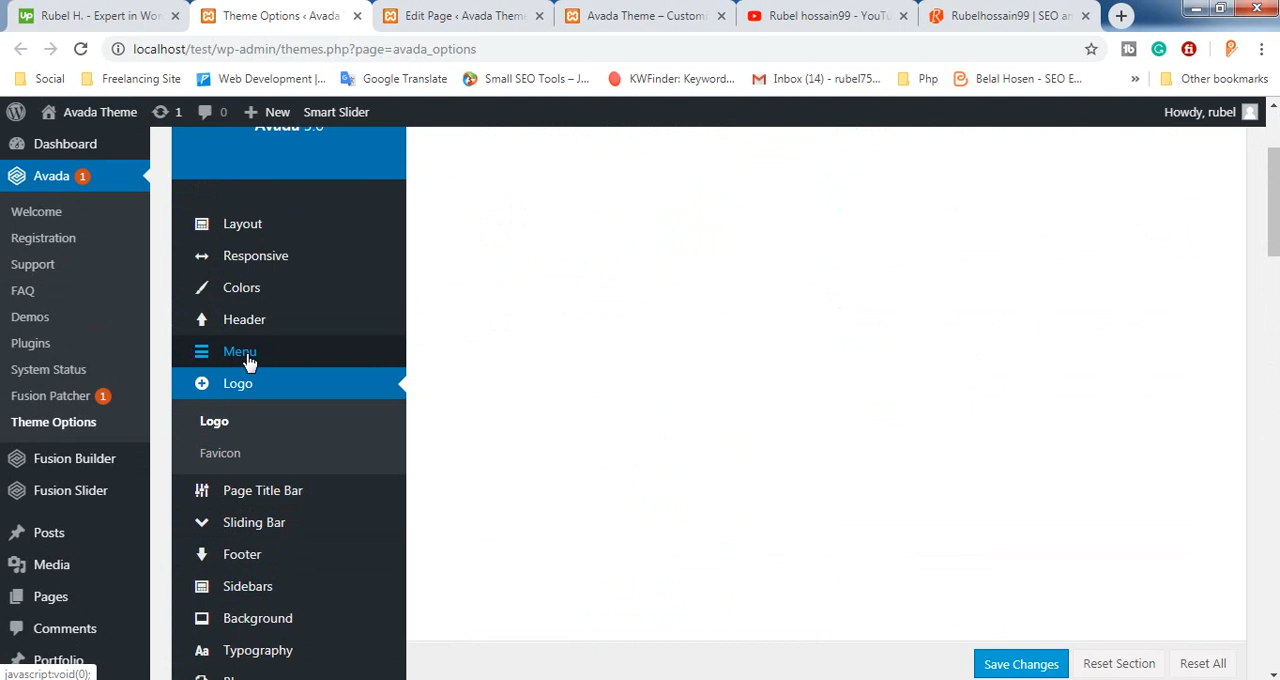 Rubel H. - Expert in Wor
Theme Options ‹ Avada
Edit Page ‹ Avada Theme
Avada Theme – Customi
Rubel hossain99 - YouTu
Rubelhossain99 | SEO an
localhost/test/wp-admin/themes.php?page=avada_options
Social
Freelancing Site
Web Development |...
Google Translate
Small SEO Tools – J...
KWFinder: Keywor...
Inbox (14) - rubel75...
Php
Belal Hosen - SEO E...
»
Other bookmarks
Avada Theme
1
0
New
Smart Slider
Howdy, rubel
Dashboard
Avada 1
Welcome
Registration
Support
FAQ
Demos
Plugins
System Status
Fusion Patcher 1
Theme Options
Fusion Builder
Fusion Slider
Posts
Media
Pages
Comments
Portfolio
javascript:void(0);
Layout
Responsive
Colors
Header
Menu
Logo
Logo
Favicon
Page Title Bar
Sliding Bar
Footer
Sidebars
Background
Aa Typography
Save Changes
Reset Section
Reset All